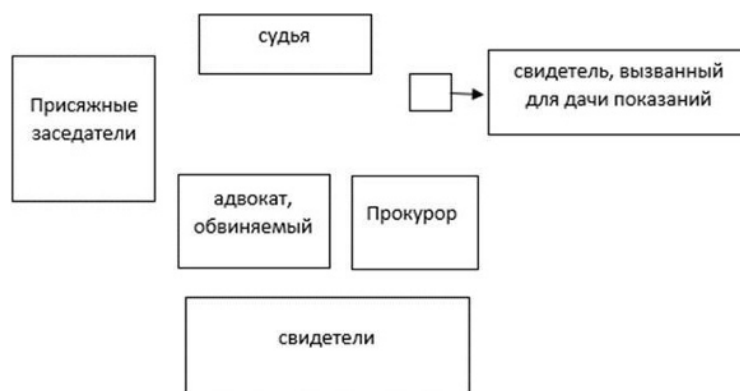 судья
Присяжные
заседатели
свидетель, вызванный
для дачи показаний
адвокат,
обвиняемый
Прокурор
свидетели